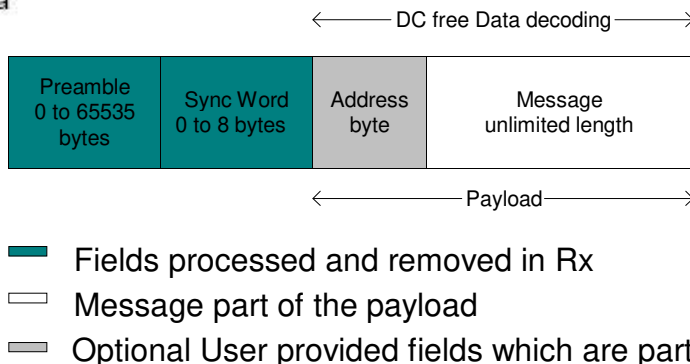 DC free Data decoding
Preamble
0 to 65535
bytes
Sync Word
0 to 8 bytes
Address
byte
Message
unlimited length
Payload
Fields processed and removed in Rx
Message part of the payload
Optional User provided fields which are part